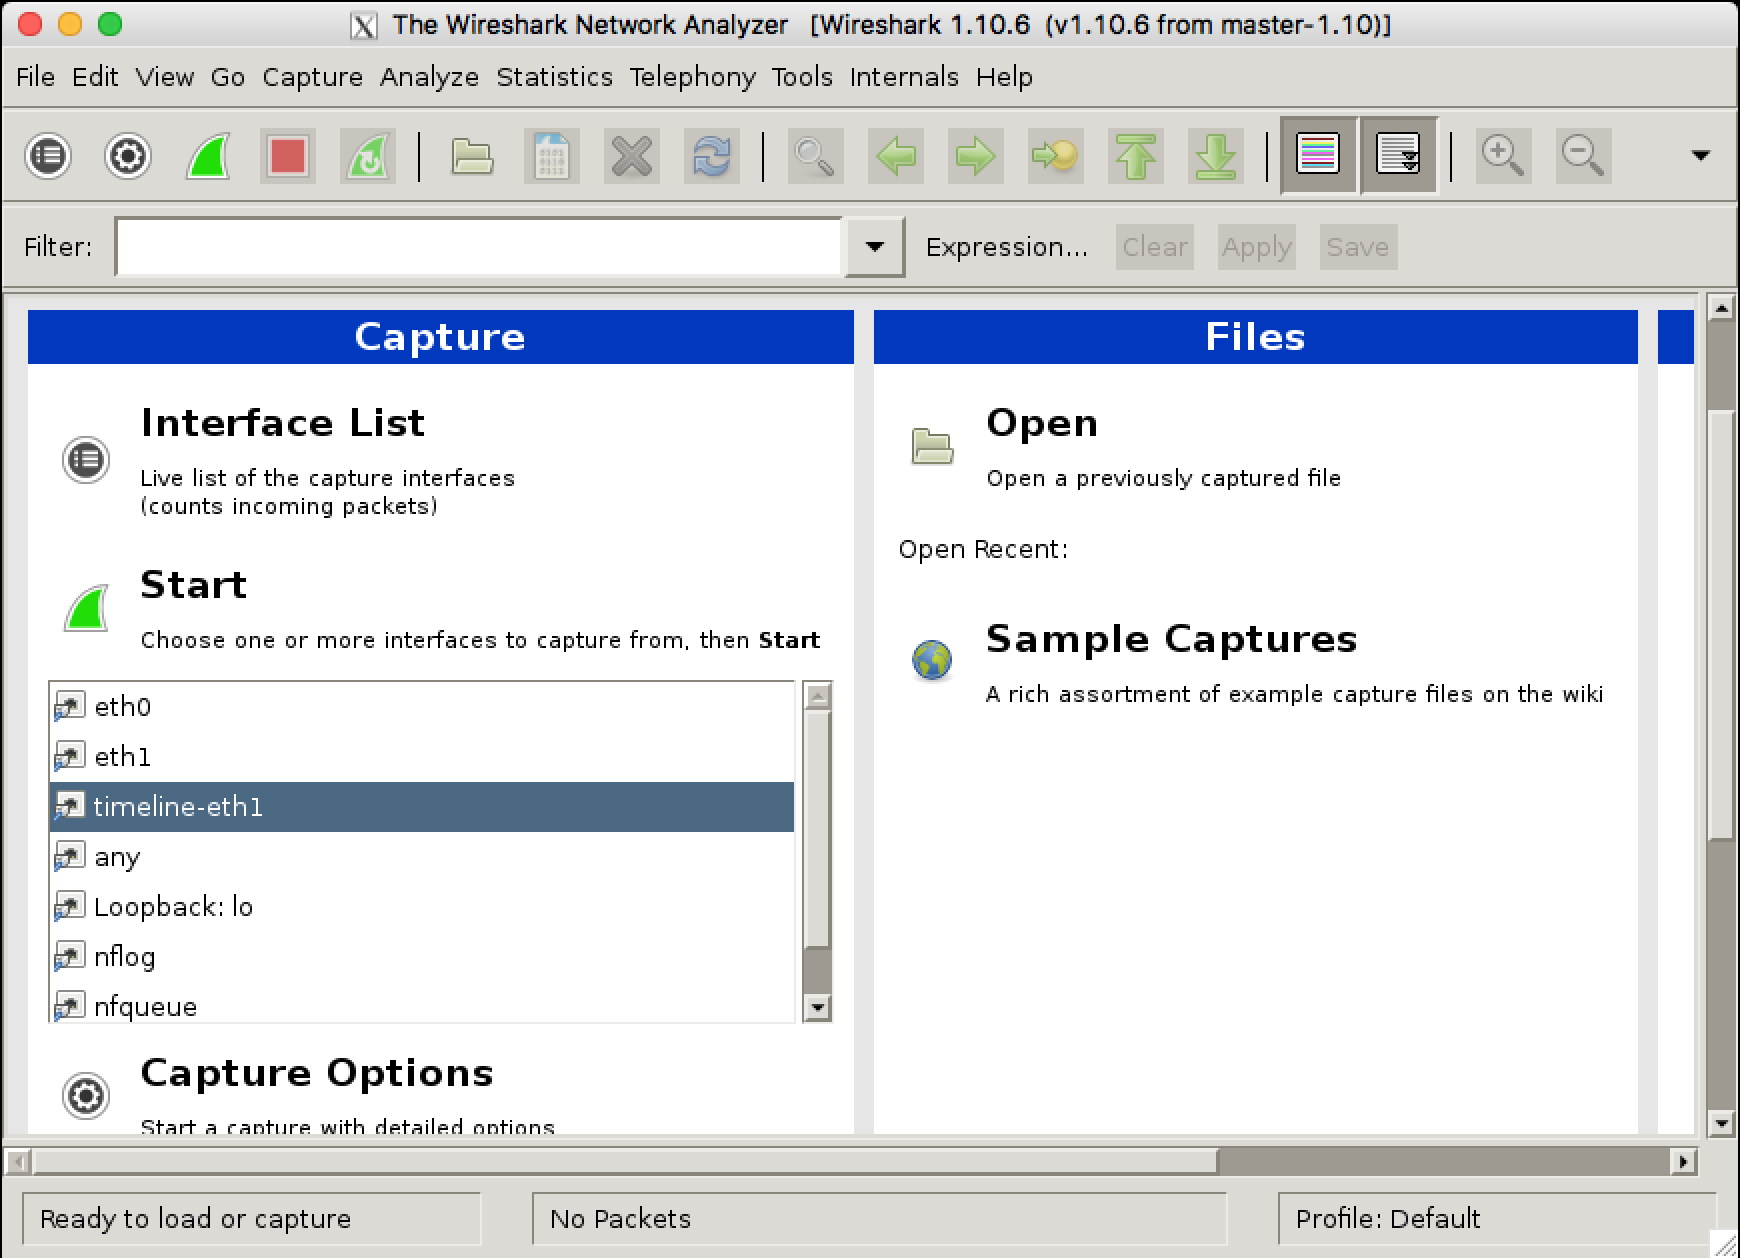 The Wireshark Network Analyzer   [Wireshark 1.10.6  (v1.10.6 from master-1.10)]
File Edit View Go Capture Analyze Statistics Telephony Tools Internals Help
Filter: Expression... Clear Apply Save
Capture
Interface List
Live list of the capture interfaces
(counts incoming packets)
Start
Choose one or more interfaces to capture from, then Start
eth0
eth1
timeline-eth1
any
Loopback: lo
nflog
nfqueue
Capture Options
Start a capture with detailed options
Files
Open
Open a previously captured file
Open Recent:
Sample Captures
A rich assortment of example capture files on the wiki
Ready to load or capture
No Packets
Profile: Default